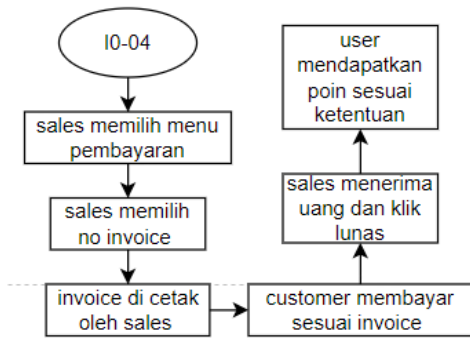 I0-04
sales memilih menu
pembayaran
sales memilih
no invoice
invoice di cetak
oleh sales
customer membayar
sesuai invoice
sales menerima
uang dan klik
lunas
user
mendapatkan
poin sesuai
ketentuan